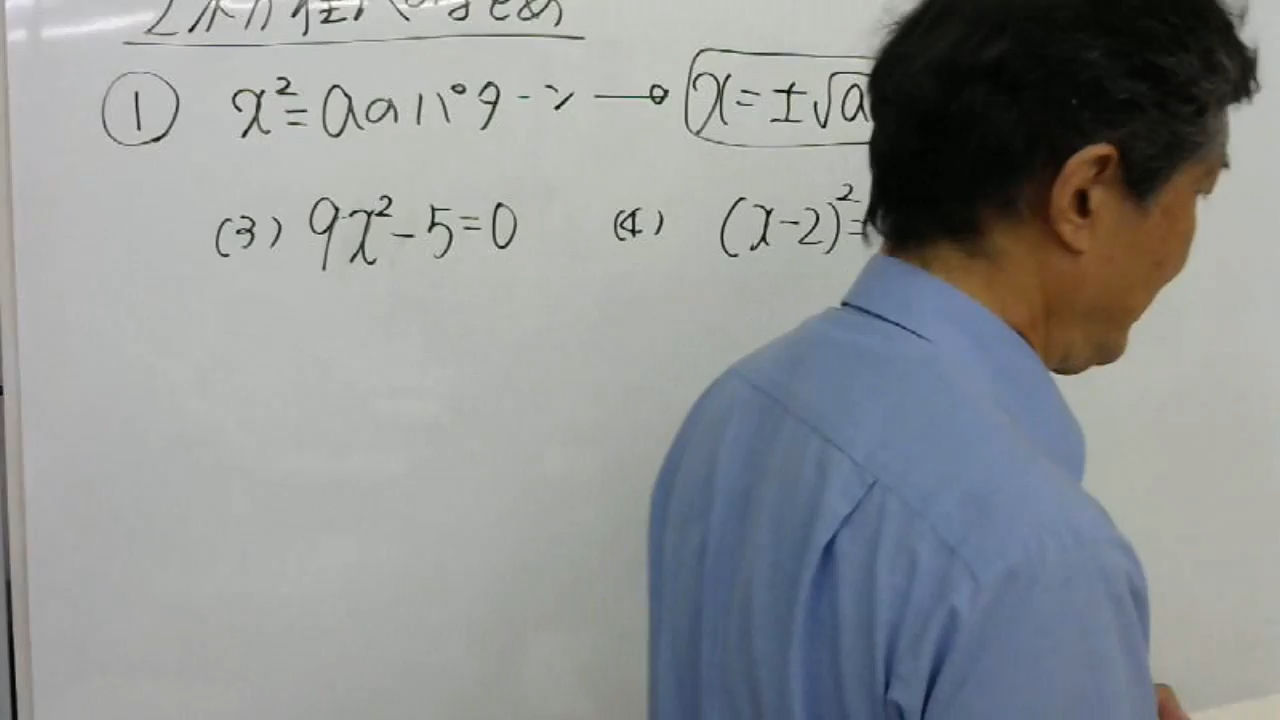 ① x²=aのパターン → x=±√a
(3) 9x²-5=0 (4) (x-2)²=